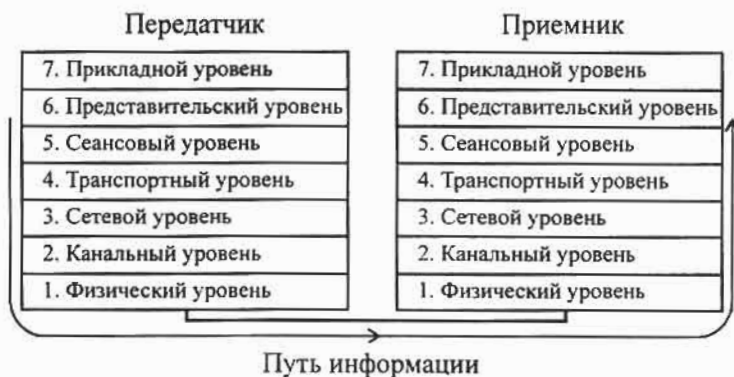 Передатчик
7. Прикладной уровень
6. Представительский уровень
5. Сеансовый уровень
4. Транспортный уровень
3. Сетевой уровень
2. Канальный уровень
1. Физический уровень
Приемник
7. Прикладной уровень
6. Представительский уровень
5. Сеансовый уровень
4. Транспортный уровень
3. Сетевой уровень
2. Канальный уровень
1. Физический уровень
Путь информации